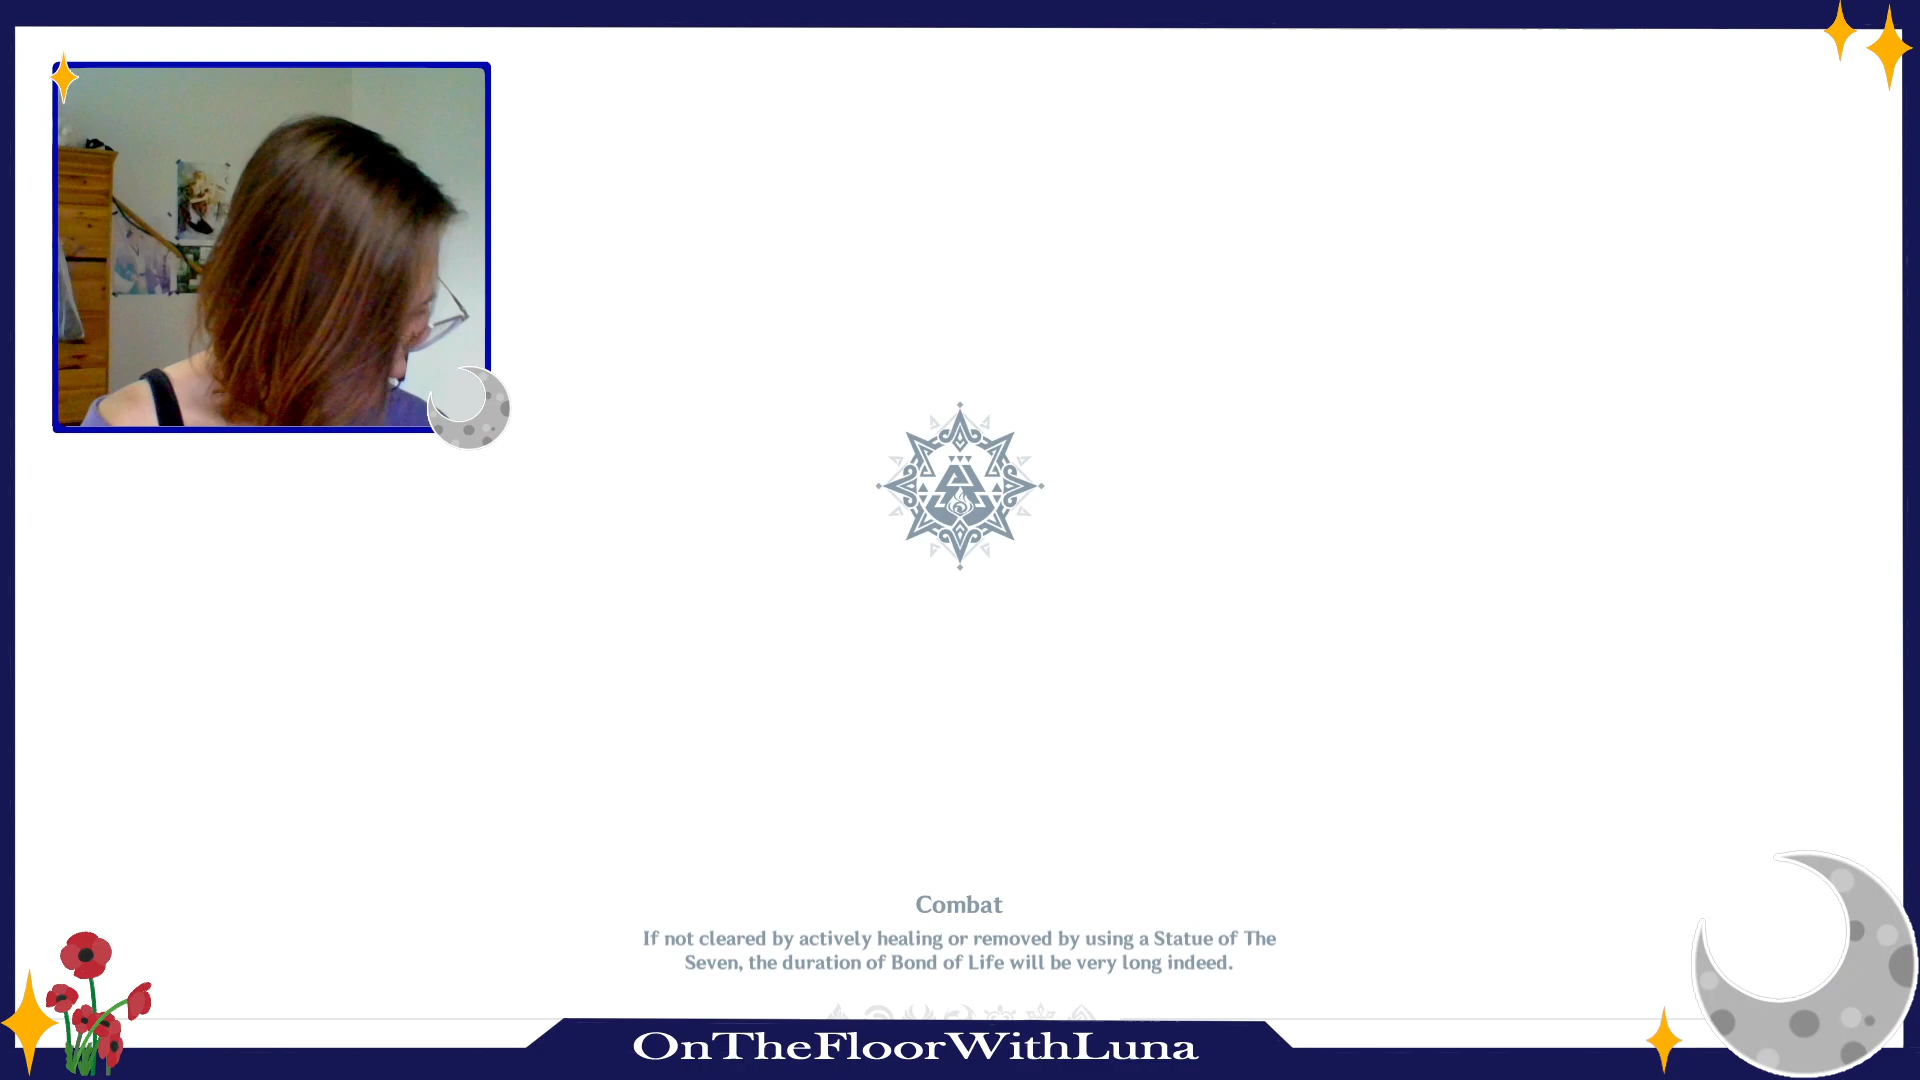 Combat
If not cleared by actively healing or removed by using a Statue of The
Seven, the duration of Bond of Life will be very long indeed.
OnTheFloorWithLuna